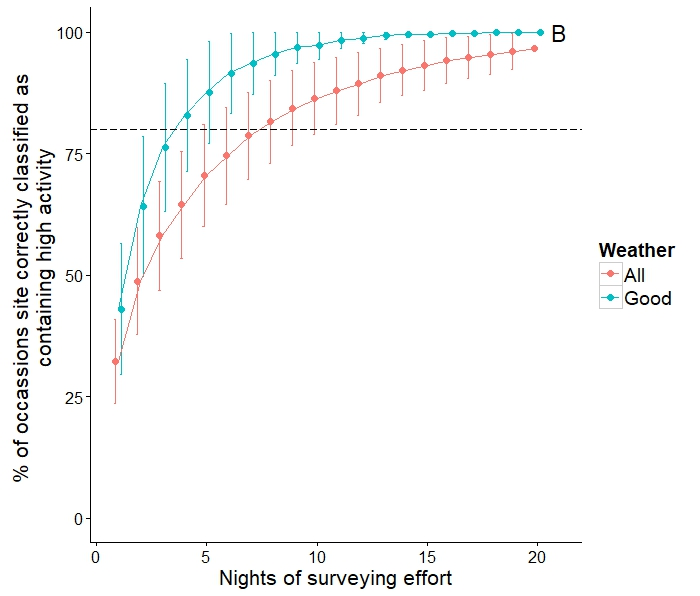 % of occassions site correctly classified as
containing high activity
100
75
50
25
0
B
0
5
10
15
20
Nights of surveying effort
Weather
All
Good